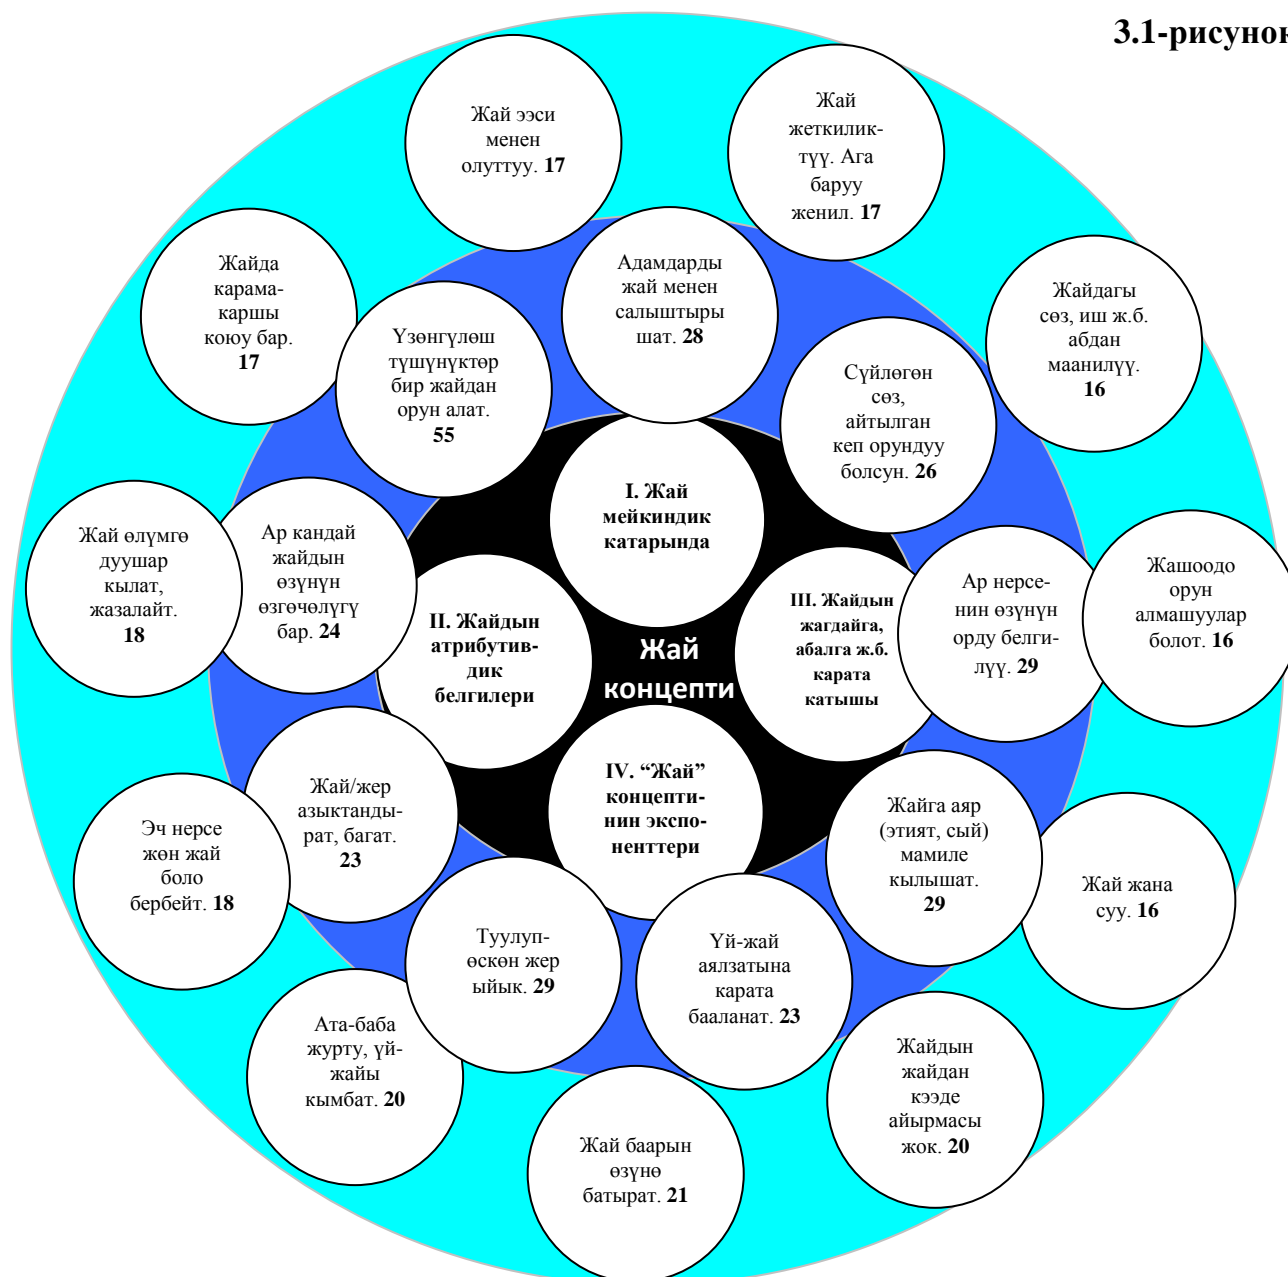 3.1-рисунок
Жай ээси
менен
олуттуу. 17
Жай
жеткилик-
түү. Ага
баруу
женил. 17
Жайда
карама-
каршы
коюу бар.
17
Адамдарды
жай менен
салыштыры
шат. 28
Жайдагы
сөз, иш ж.б.
абдан
маанилүү.
16
Үзөнгүлөш
түшүнүктөр
бир жайдан
орун алат.
55
Сүйлөгөн
сөз,
айтылган
кеп орундуу
болсун. 26
I. Жай
мейкиндик
катарында
Жай өлүмгө
дуушар
кылат,
жазалайт.
18
Ар кандай
жайдын
өзүнүн
өзгөчөлүгү
бар. 24
II. Жайдын
атрибутив-
дик
белгилери
Жай
концепти
III. Жайдын
жагдайга,
абалга ж.б.
карата
катышы
Ар нерсе-
нин өзүнүн
орду белги-
лүү. 29
Жашоодо
орун
алмашуулар
болот. 16
IV. “Жай”
концепти-
нин экспо-
ненттери
Жай/жер
азыктанды-
рат, багат.
23
Жайга аяр
(этият, сый)
мамиле
кылышат.
29
Эч нерсе
жөн жай
боло
бербейт. 18
Жай жана
суу. 16
Туулуп-
өскөн жер
ыйык. 29
Үй-жай
аялзатына
карата
бааланат. 23
Ата-баба
журту, үй-
жайы
кымбат. 20
Жайдын
жайдан
кээде
айырмасы
жок. 20
Жай баарын
өзүнө
батырат. 21